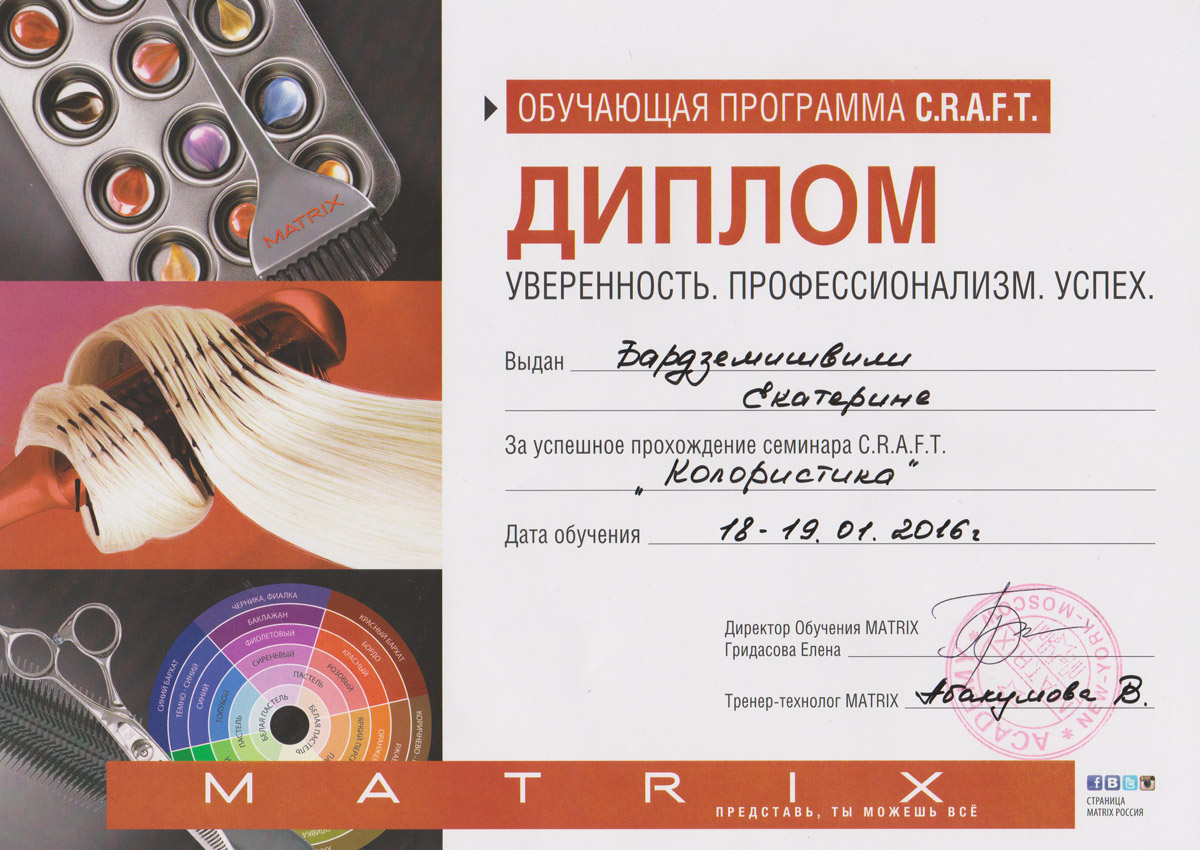 ОБУЧАЮЩАЯ ПРОГРАММА C.R.A.F.T.
ДИПЛОМ
УВЕРЕННОСТЬ. ПРОФЕССИОНАЛИЗМ. УСПЕХ.
Выдан Бардземишвили
Екатерине
За успешное прохождение семинара C.R.A.F.T.
„Колористика"
Дата обучения 18-19.01.2016г
Директор Обучения MATRIX
Гридасова Елена
Тренер-технолог MATRIX Абакумова В.
NEW-YORK-MOSCOW
MATRIX
ЧЕРНИКА, ФИАЛКА
БАКЛАЖАН
ФИОЛЕТОВЫЙ
СИРЕНЕВЫЙ
ПАСТЕЛЬ
БЕЛАЯ ПАСТЕЛЬ
КРАСНЫЙ БАРХАТ
БОРДО
КРАСНЫЙ
РОЗОВЫЙ
БЕЛАЯ ПАСТЕЛЬ
СИНИЙ БАРХАТ
ТЕМНО - СИНИЙ
СИНИЙ
ГОЛУБОЙ
ПАСТЕЛЬ
MATRIX
ПРЕДСТАВЬ, ТЫ МОЖЕШЬ ВСЁ
СТРАНИЦА
MATRIX РОССИЯ